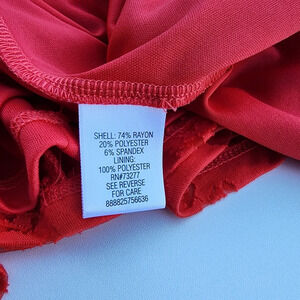 SHELL: 74% RAYON
20% POLYESTER
6% SPANDEX
LINING:
100% POLYESTER
RN#73277
SEE REVERSE
FOR CARE
888825756636